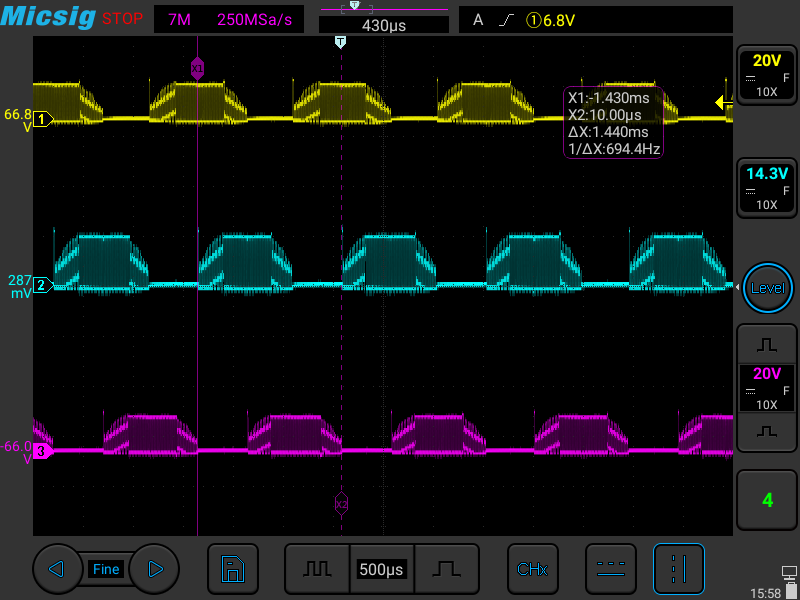 Micsig STOP 7M 250MSa/s T 430µs A ①6.8V
T
X1
20V
F
10X
66.8
V
1
X1:-1.430ms
X2:10.00µs
ΔX:1.440ms
1/ΔX:694.4Hz
14.3V
F
10X
287
mV
2
Level
20V
F
10X
-66.0
V
3
X2
4
Fine
500µs
CHx
15:58